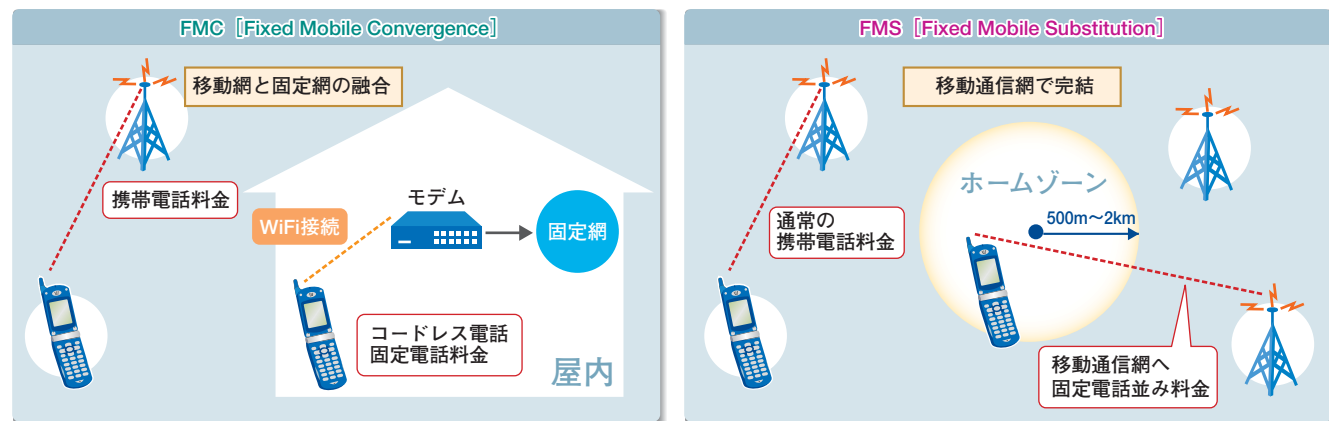 FMC［Fixed Mobile Convergence］
移動網と固定網の融合
携帯電話料金
モデム
WiFi接続
固定網
コードレス電話
固定電話料金
屋内
FMS［Fixed Mobile Substitution］
移動通信網で完結
ホームゾーン
500m～2km
通常の
携帯電話料金
移動通信網へ
固定電話並み料金